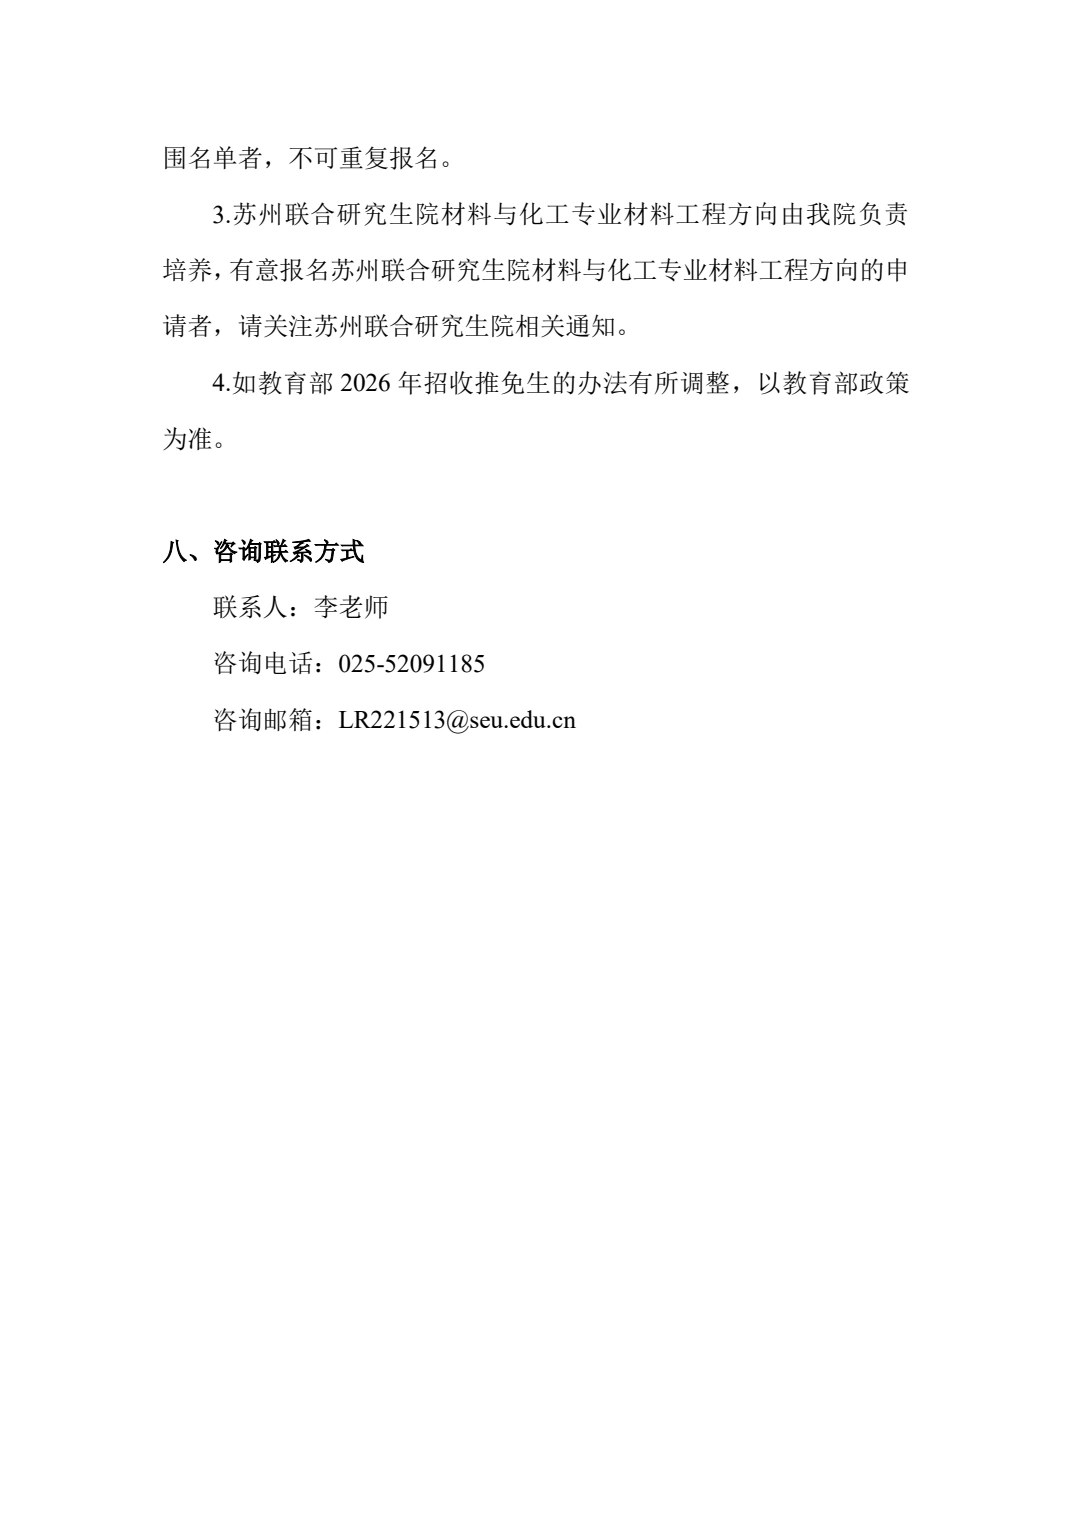 围名单者，不可重复报名。
3.苏州联合研究生院材料与化工专业材料工程方向由我院负责
培养，有意报名苏州联合研究生院材料与化工专业材料工程方向的申
请者，请关注苏州联合研究生院相关通知。
4.如教育部 2026 年招收推免生的办法有所调整，以教育部政策
为准。
八、咨询联系方式
联系人：李老师
咨询电话：025-52091185
咨询邮箱：LR221513@seu.edu.cn